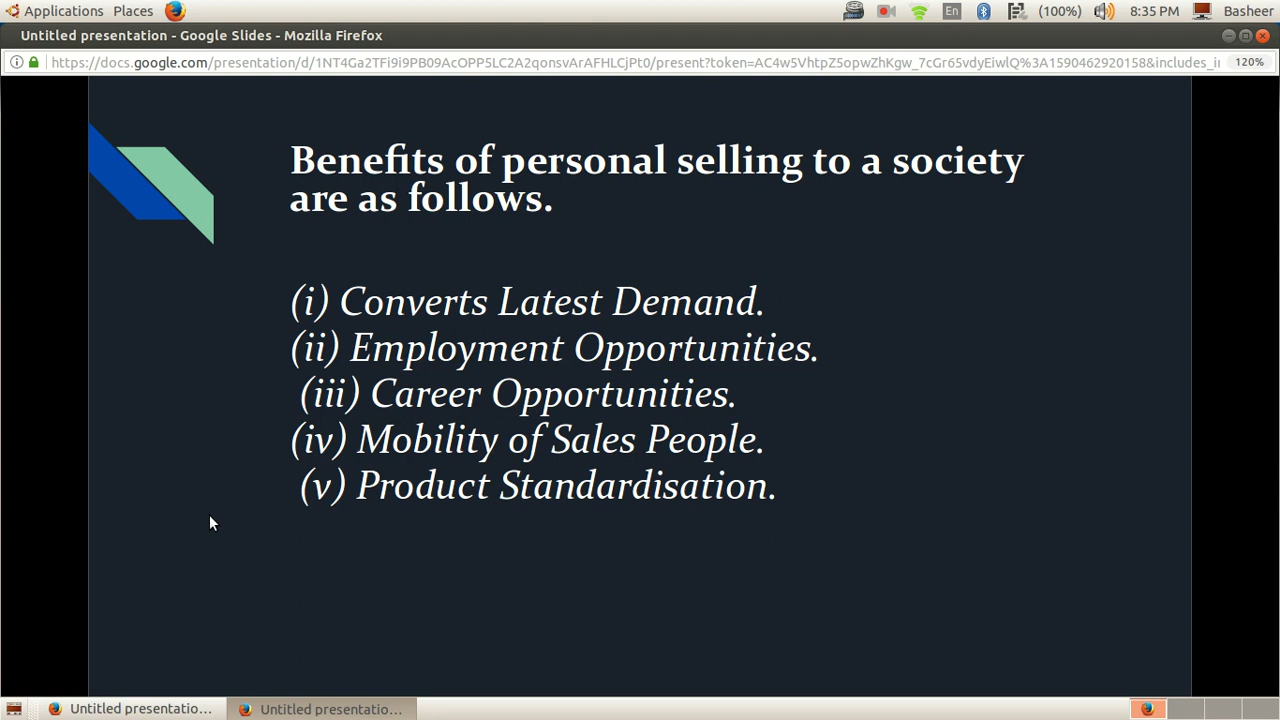 Applications Places En (100%) 8:35 PM Basheer
Untitled presentation - Google Slides - Mozilla Firefox
https://docs.google.com/presentation/d/1NT4Ga2TFi9i9PB09AcOPP5LC2A2qonsvArAFHLCjPt0/present?token=AC4w5VhtpZ5opwZhKgw_7cGr65vdyEiwlQ%3A1590462920158&includes_i 120%
Benefits of personal selling to a society
are as follows.
(i) Converts Latest Demand.
(ii) Employment Opportunities.
(iii) Career Opportunities.
(iv) Mobility of Sales People.
(v) Product Standardisation.
Untitled presentatio... Untitled presentatio...